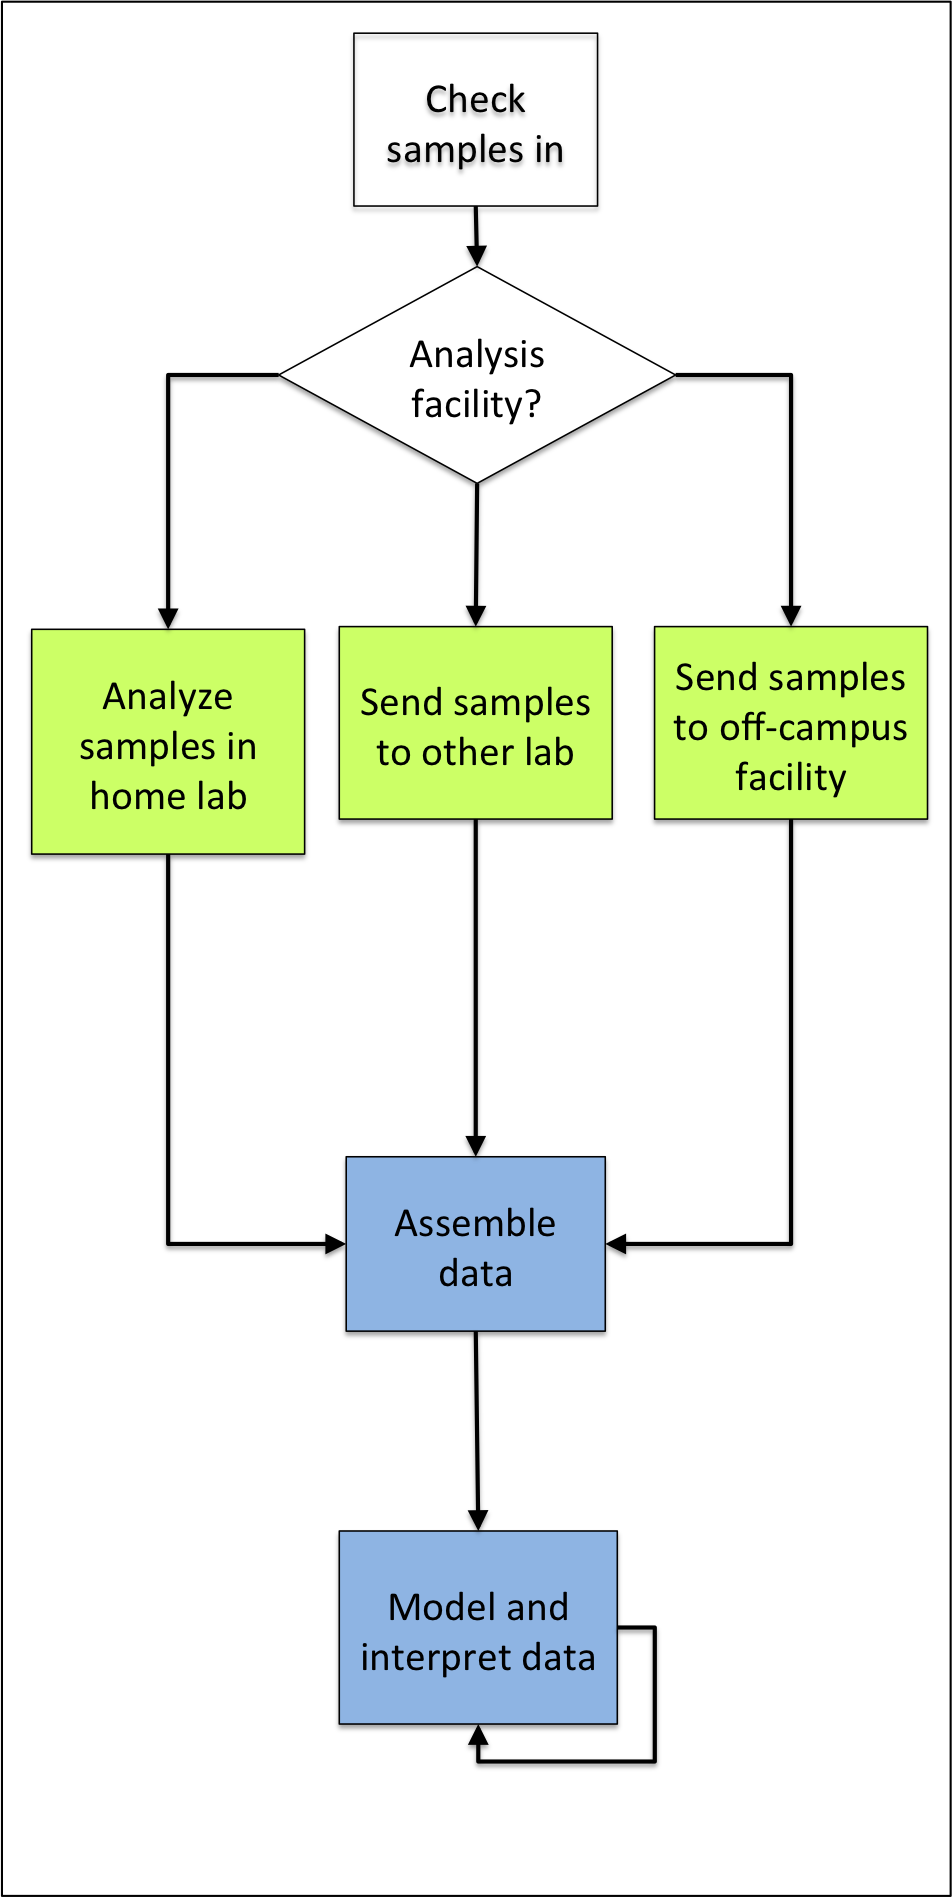 Check
samples in
Analysis
facility?
Analyze
samples in
home lab
Send samples
to other lab
Send samples
to off-campus
facility
Assemble
data
Model and
interpret data